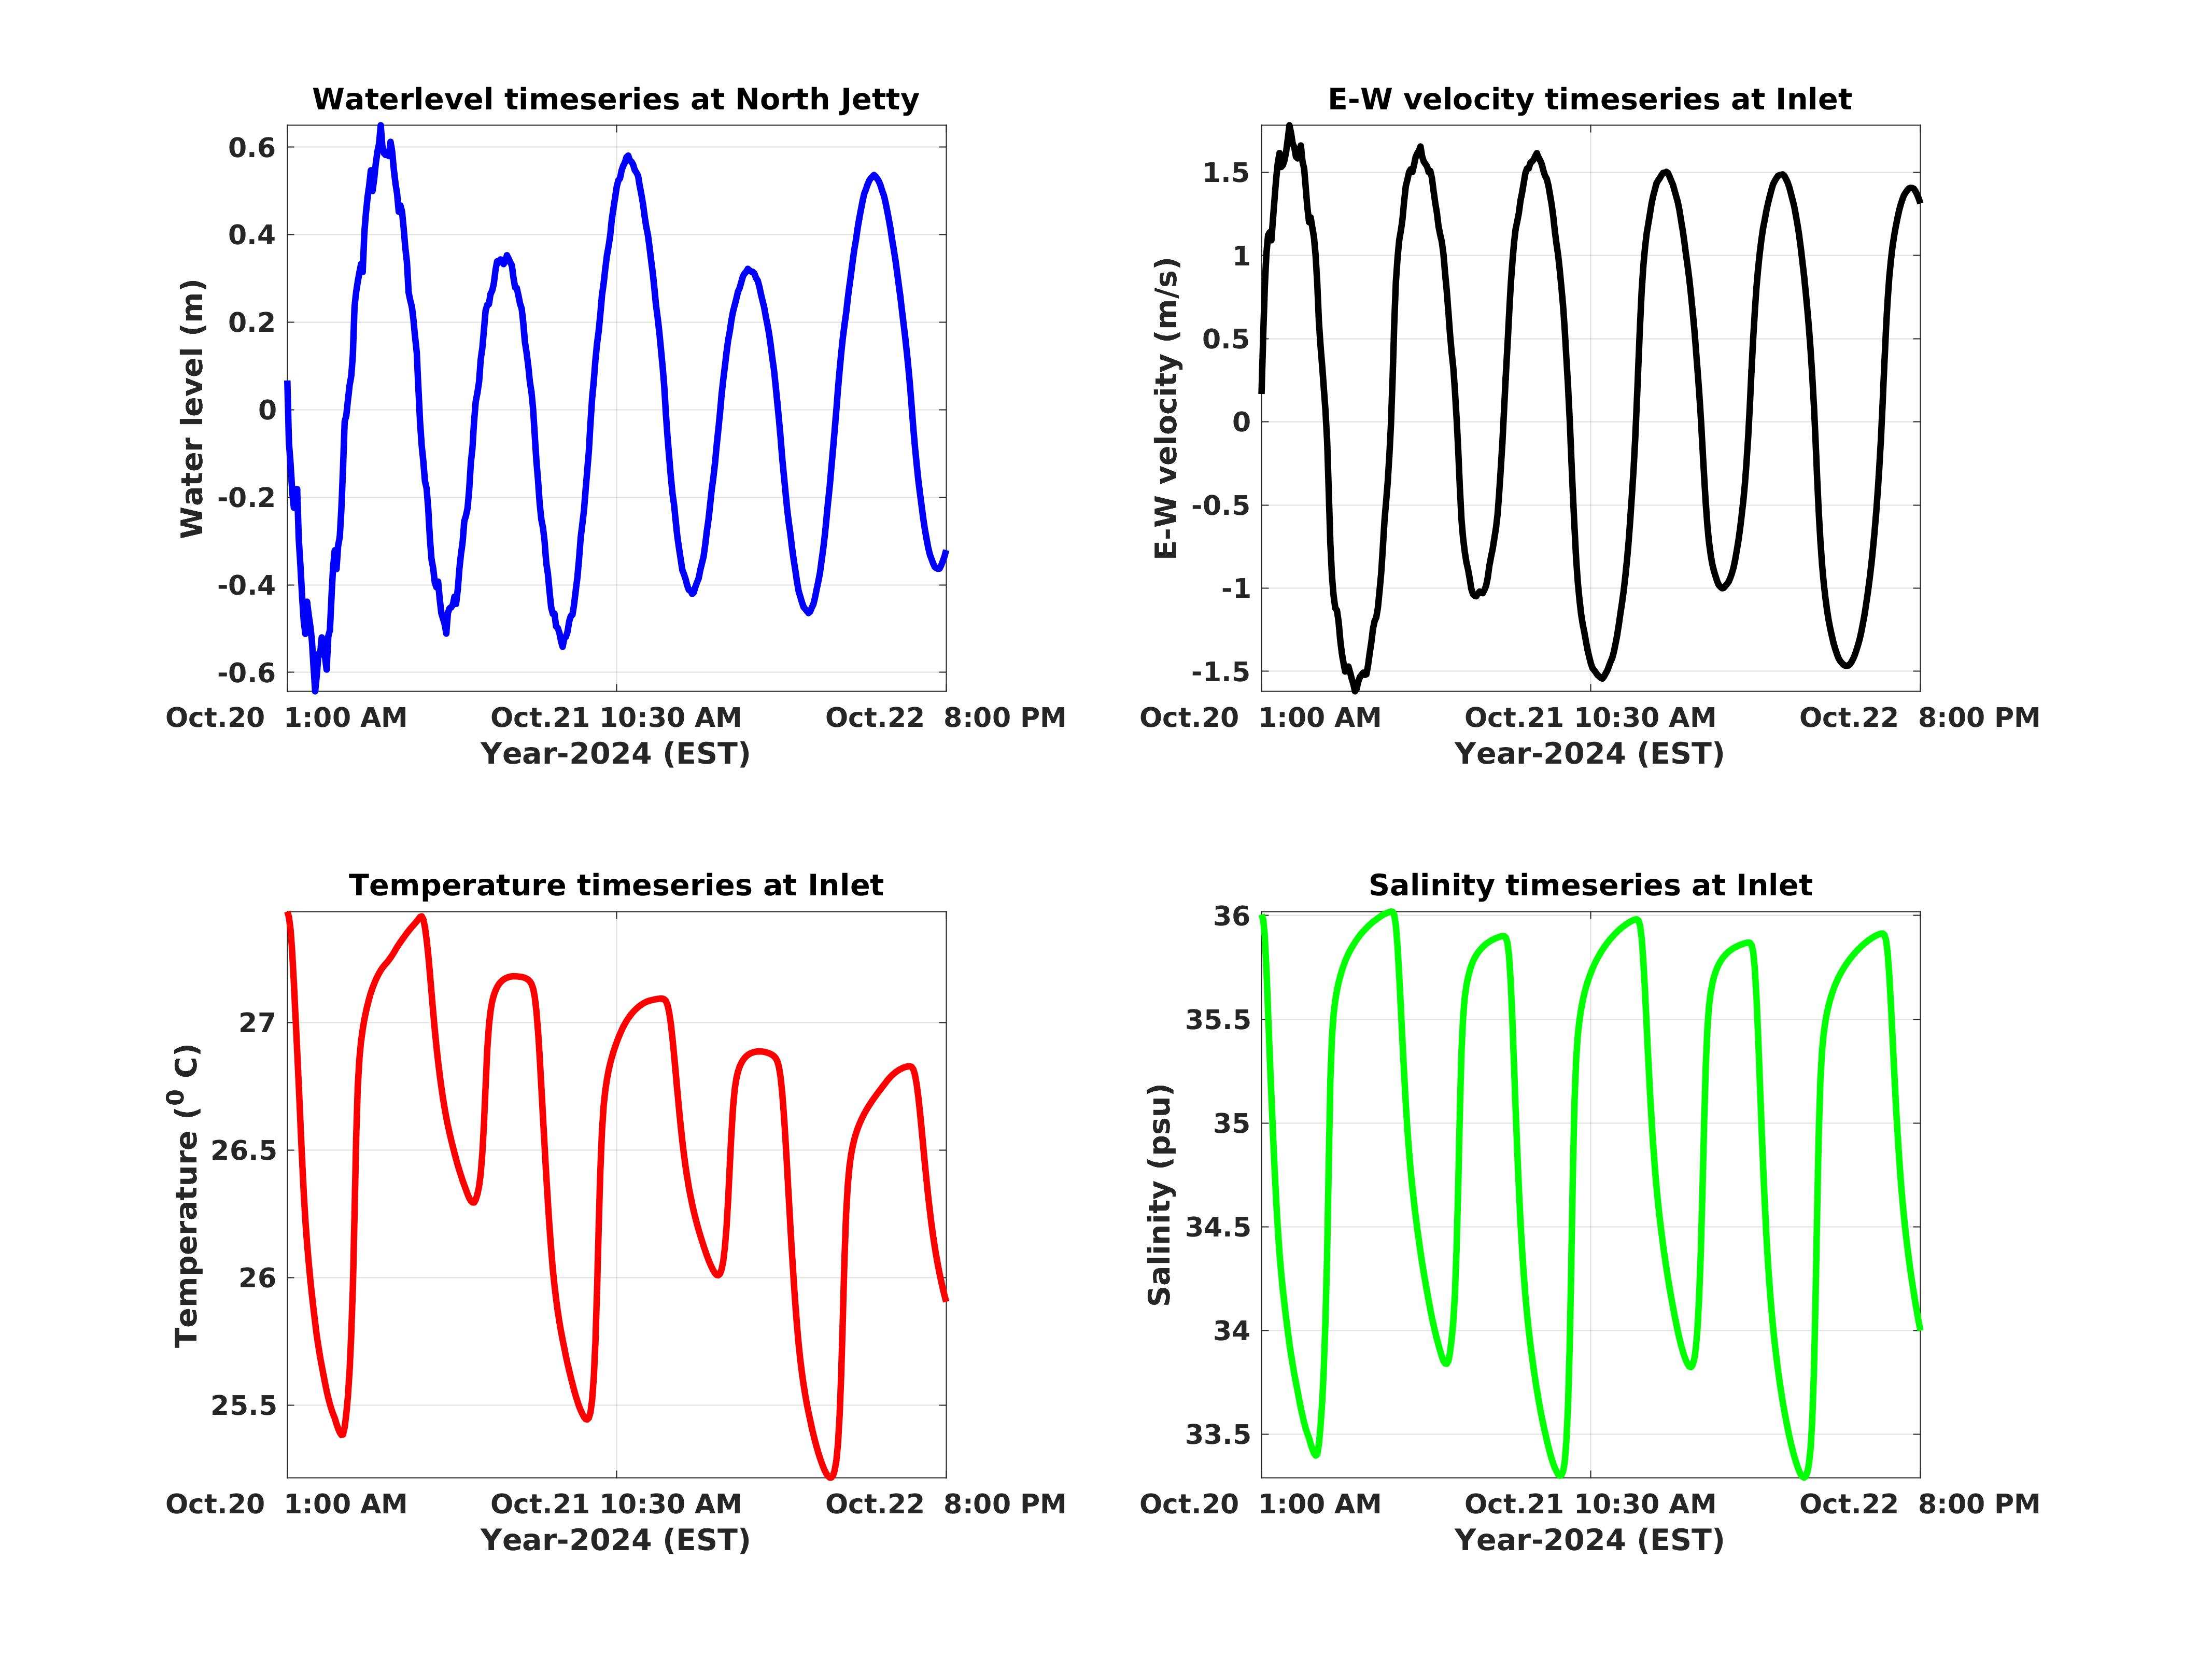 Waterlevel timeseries at North Jetty
0.6
0.4
0.2
0
-0.2
-0.4
-0.6
Water level (m)
Oct.20 1:00 AM Oct.21 10:30 AM Oct.22 8:00 PM
Year-2024 (EST)
E-W velocity timeseries at Inlet
1.5
1
0.5
0
-0.5
-1
-1.5
E-W velocity (m/s)
Oct.20 1:00 AM Oct.21 10:30 AM Oct.22 8:00 PM
Year-2024 (EST)
Temperature timeseries at Inlet
27
26.5
26
25.5
Temperature (⁰ C)
Oct.20 1:00 AM Oct.21 10:30 AM Oct.22 8:00 PM
Year-2024 (EST)
Salinity timeseries at Inlet
36
35.5
35
34.5
34
33.5
Salinity (psu)
Oct.20 1:00 AM Oct.21 10:30 AM Oct.22 8:00 PM
Year-2024 (EST)